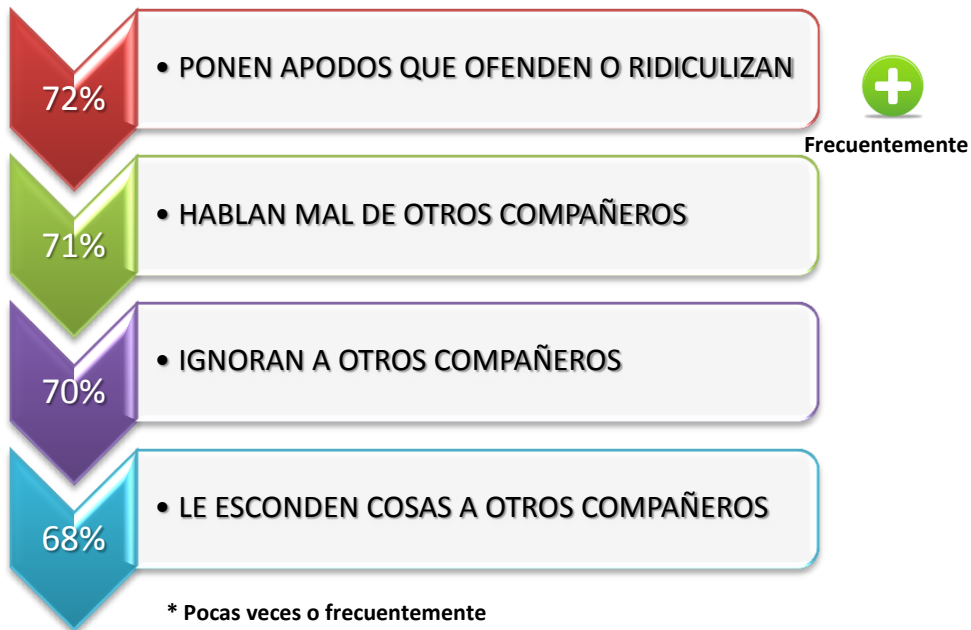 72%
• PONEN APODOS QUE OFENDEN O RIDICULIZAN
Frecuentemente
71%
• HABLAN MAL DE OTROS COMPAÑEROS
70%
• IGNORAN A OTROS COMPAÑEROS
68%
• LE ESCONDEN COSAS A OTROS COMPAÑEROS
* Pocas veces o frecuentemente